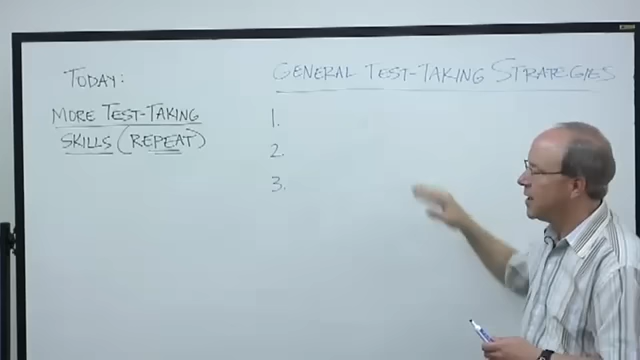 TODAY:
MORE TEST-TAKING
SKILLS (REPEAT)
GENERAL TEST-TAKING STRATEGIES
1.
2.
3.